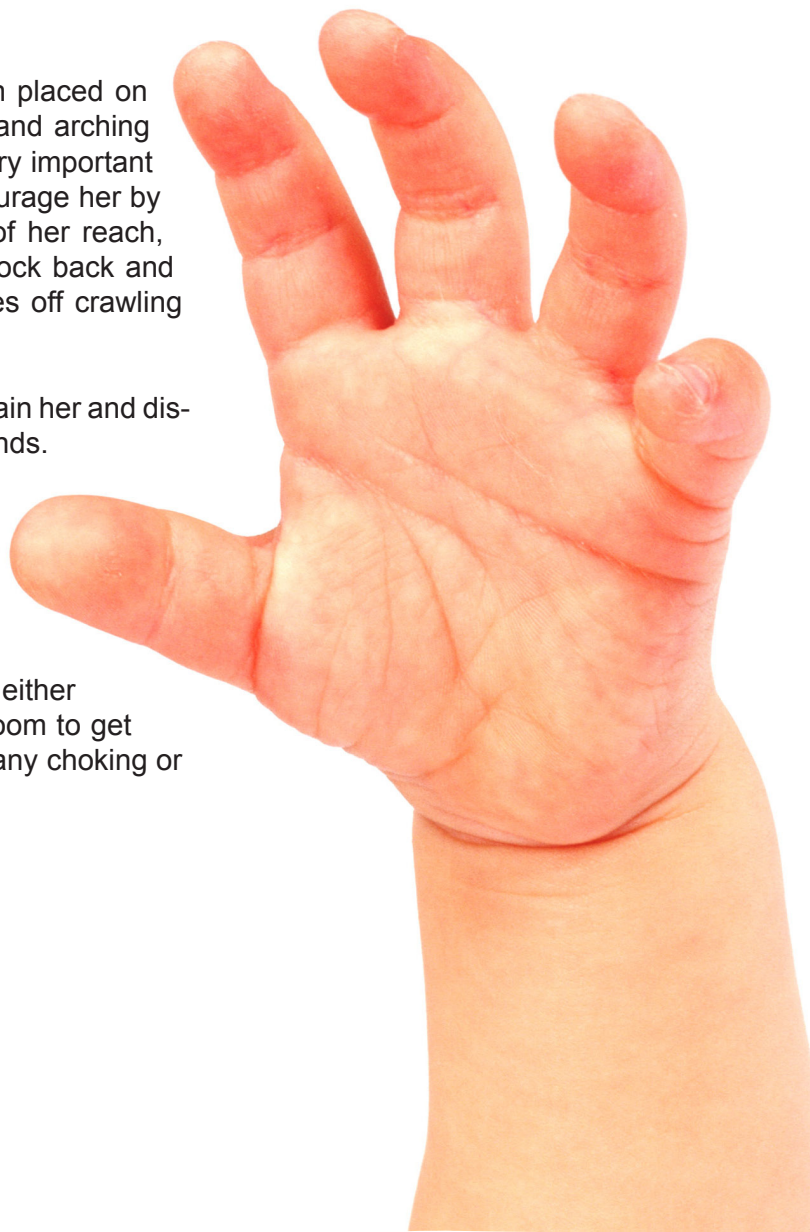 n placed on
and arching
ry important
urage her by
of her reach,
ock back and
es off crawling
ain her and dis-
nds.
either
oom to get
any choking or